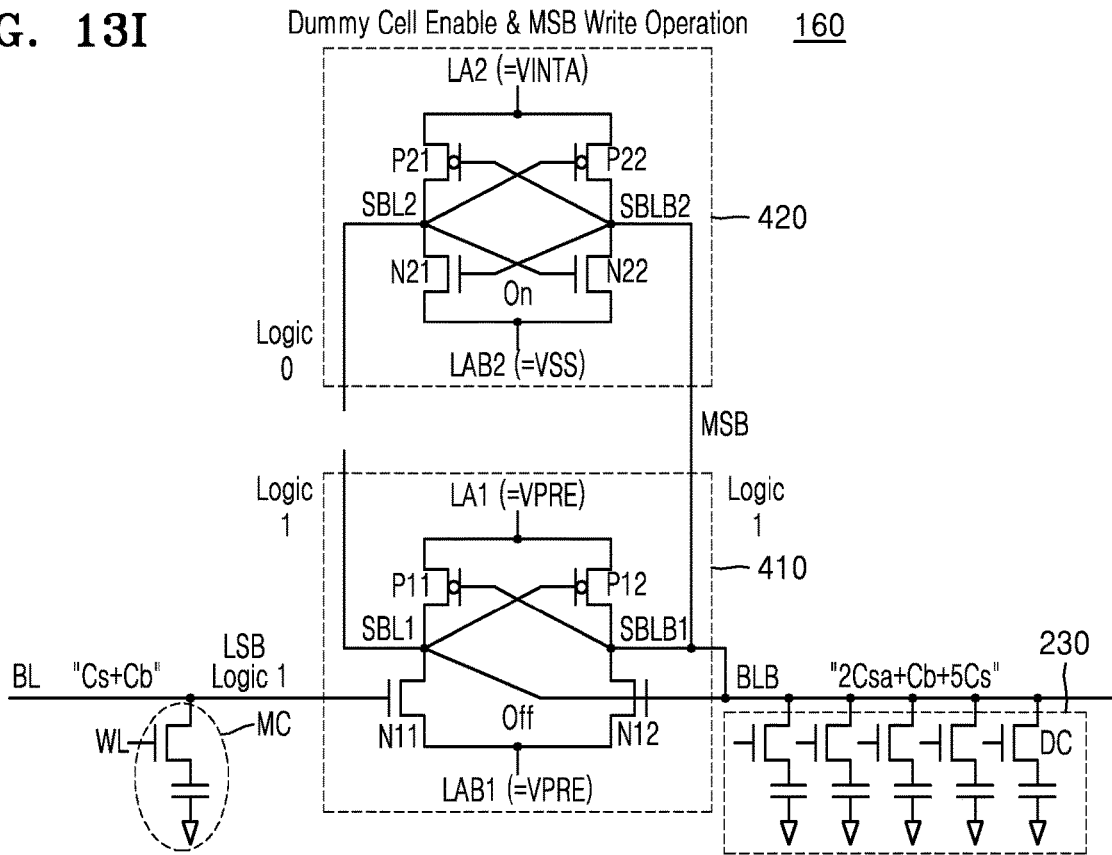 G. 13I
Dummy Cell Enable & MSB Write Operation
160
LA2 (=VINTA)
P21
P22
SBL2
SBLB2
420
N21
N22
On
Logic
0
LAB2 (=VSS)
MSB
Logic
1
LA1 (=VPRE)
Logic
1
410
P11
P12
SBL1
SBLB1
230
BL
"Cs+Cb"
LSB
Logic 1
BLB
"2Csa+Cb+5Cs"
Off
MC
WL
N11
N12
DC
LAB1 (=VPRE)